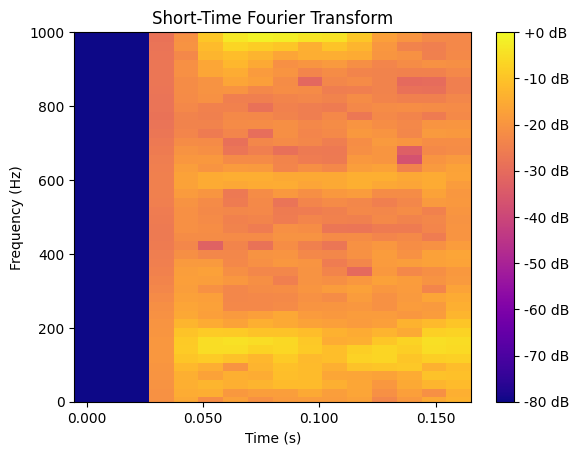 Short-Time Fourier Transform
1000
800
600
400
200
0
Frequency (Hz)
0.000
0.050
0.100
0.150
Time (s)
+0 dB
-10 dB
-20 dB
-30 dB
-40 dB
-50 dB
-60 dB
-70 dB
-80 dB